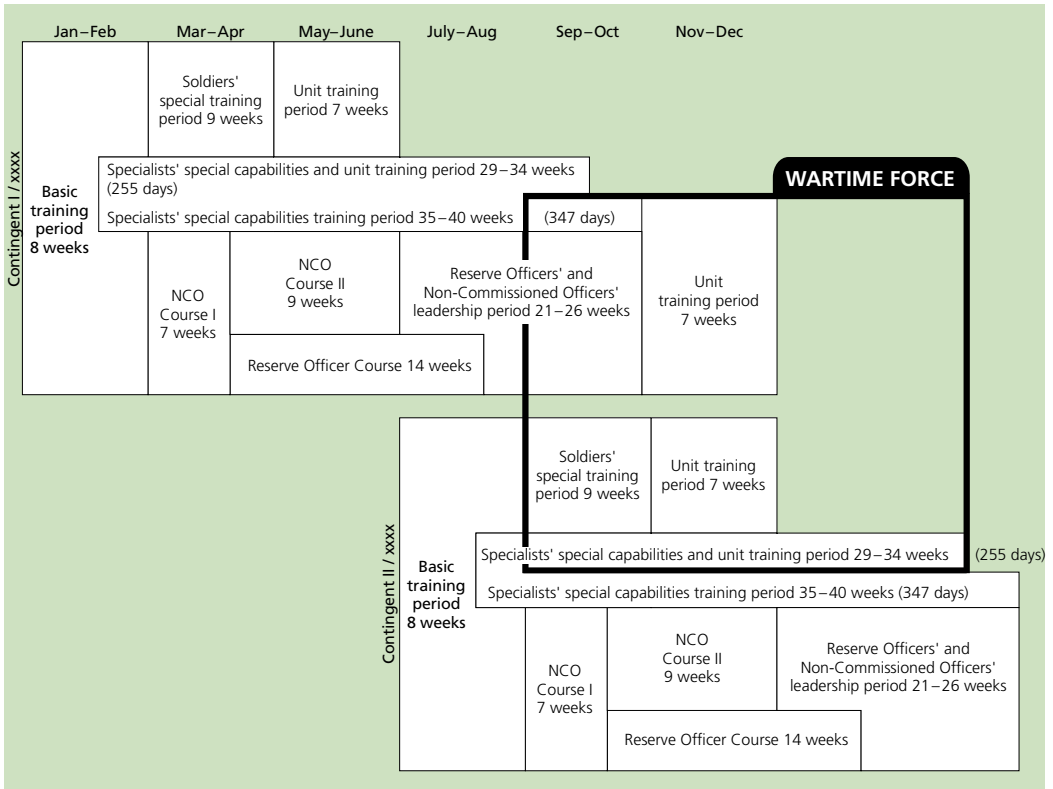 Jan–Feb
Mar–Apr
May–June
July–Aug
Sep–Oct
Nov–Dec
Contingent I / xxxx
Basic
training
period
8 weeks
Soldiers'
special training
period 9 weeks
Unit training
period 7 weeks
Specialists' special capabilities and unit training period 29–34 weeks
(255 days)
Specialists' special capabilities training period 35–40 weeks
(347 days)
WARTIME FORCE
NCO
Course I
7 weeks
NCO
Course II
9 weeks
Reserve Officer Course 14 weeks
Reserve Officers' and
Non-Commissioned Officers'
leadership period 21–26 weeks
Unit
training period
7 weeks
Contingent II / xxxx
Basic
training
period
8 weeks
Soldiers'
special training
period 9 weeks
Unit training
period 7 weeks
Specialists' special capabilities and unit training period 29–34 weeks
(255 days)
Specialists' special capabilities training period 35–40 weeks (347 days)
NCO
Course I
7 weeks
NCO
Course II
9 weeks
Reserve Officer Course 14 weeks
Reserve Officers' and
Non-Commissioned Officers'
leadership period 21–26 weeks